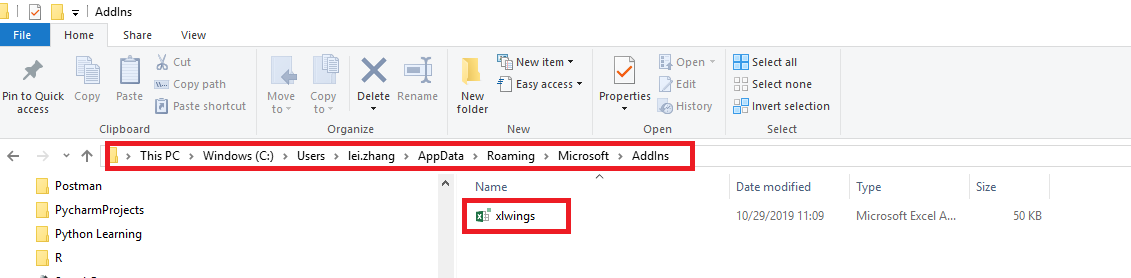 AddIns
File Home Share View
Pin to Quick access
Copy
Paste
Cut
Copy path
Paste shortcut
Clipboard
Move to
Copy to
Delete
Rename
Organize
New folder
New item
Easy access
New
Properties
Open
Edit
History
Open
Select all
Select none
Invert selection
Select
This PC > Windows (C:) > Users > lei.zhang > AppData > Roaming > Microsoft > AddIns
Postman
PycharmProjects
Python Learning
R
Name Date modified Type Size
xlwings 10/29/2019 11:09 Microsoft Excel A... 50 KB